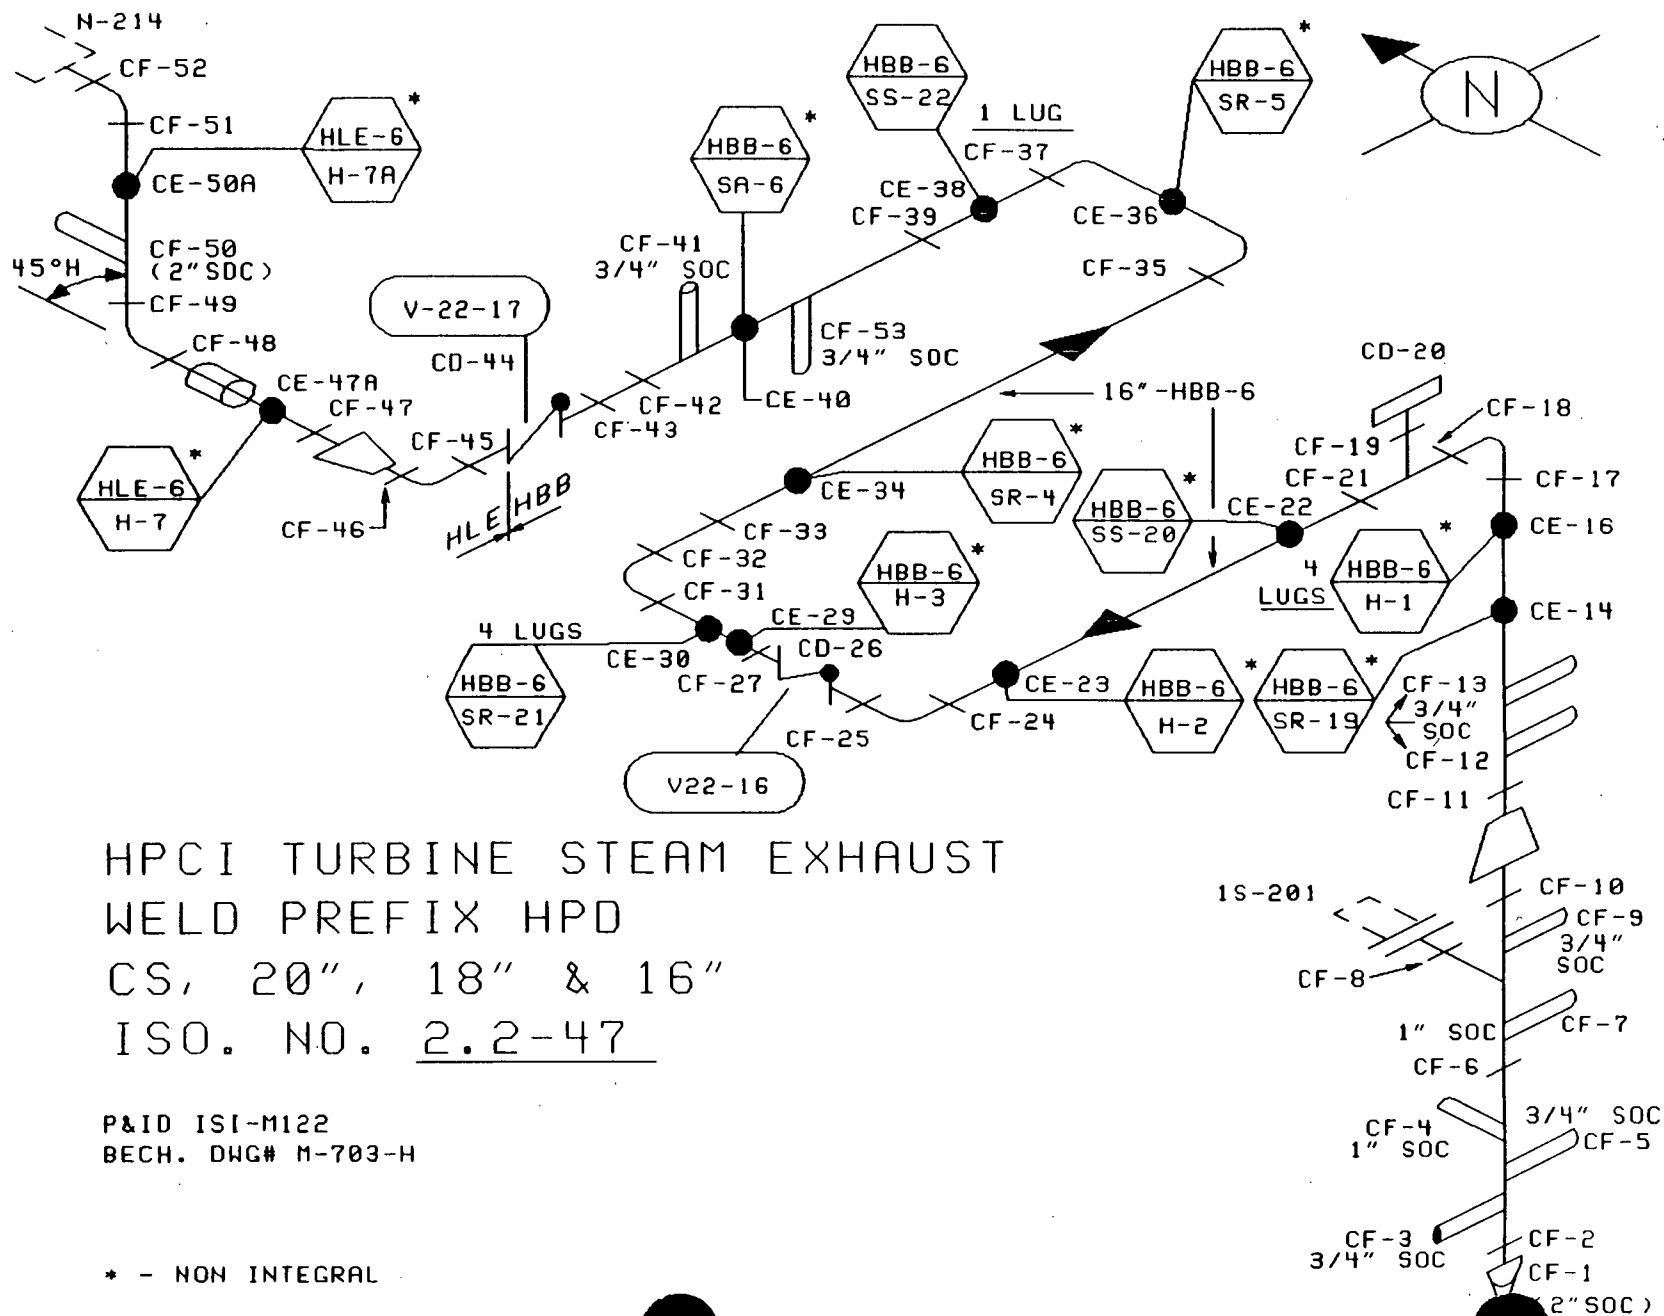 N-214
CF-52
CF-51
HLE-6
H-7A
*
CE-50A
CF-50
(2"SDC)
45°H
CF-49
CF-48
CE-47A
CF-47
HLE-6
H-7
*
CF-46
CF-45
V-22-17
CD-44
HLE
HBB
CF-43
CF-42
CF-41
3/4" SOC
HBB-6
SA-6
*
CE-40
CF-53
3/4" SOC
CF-39
CE-38
HBB-6
SS-22
1 LUG
CF-37
HBB-6
SR-5
*
CE-36
CF-35
N
16"-HBB-6
CE-34
HBB-6
SR-4
*
CF-33
CF-32
CF-31
4 LUGS
CE-30
HBB-6
SR-21
CE-29
HBB-6
H-3
*
CF-27
CD-26
V22-16
CF-25
CF-24
CE-23
HBB-6
H-2
*
CE-22
HBB-6
SS-20
*
CF-21
CD-20
CF-19
CF-18
CF-17
CE-16
4
LUGS
HBB-6
H-1
*
CE-14
HBB-6
SR-19
*
CF-13
3/4"
SOC
CF-12
CF-11
CF-10
1S-201
CF-9
3/4"
SOC
CF-8
1" SOC
CF-7
CF-6
CF-4
1" SOC
3/4" SOC
CF-5
CF-3
3/4" SOC
CF-2
CF-1
(2"SOC)
HPCI TURBINE STEAM EXHAUST
WELD PREFIX HPD
CS, 20", 18" & 16"
ISO. NO. 2.2-47
P&ID ISI-M122
BECH. DWG# M-703-H
* - NON INTEGRAL